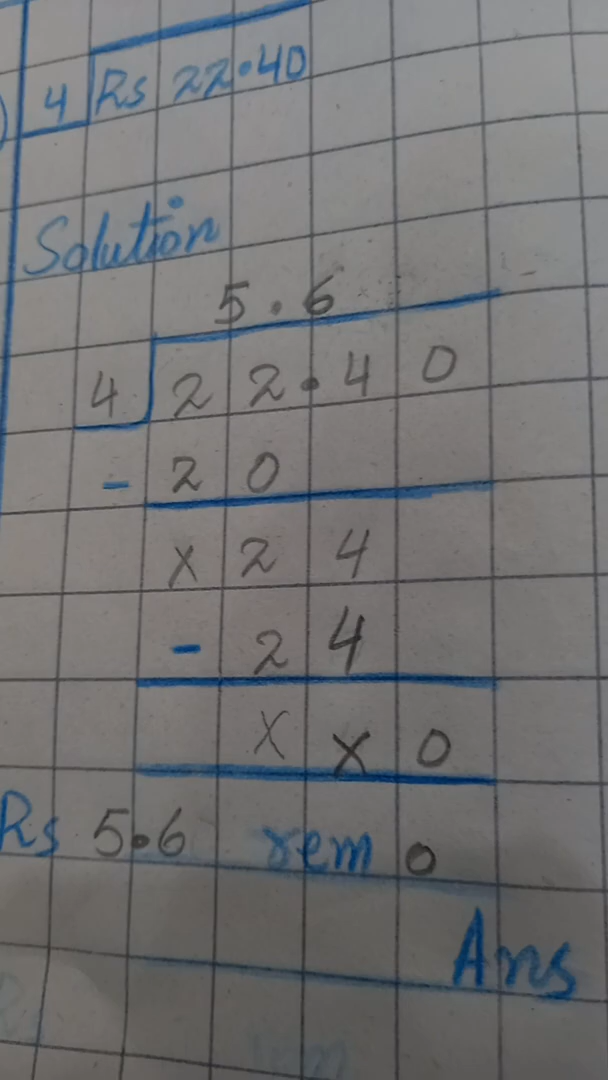 4 Rs 22.40
Solution
5.6
4 22.40
- 20
x 24
- 24
x x 0
Rs 5.6 rem 0
Ans